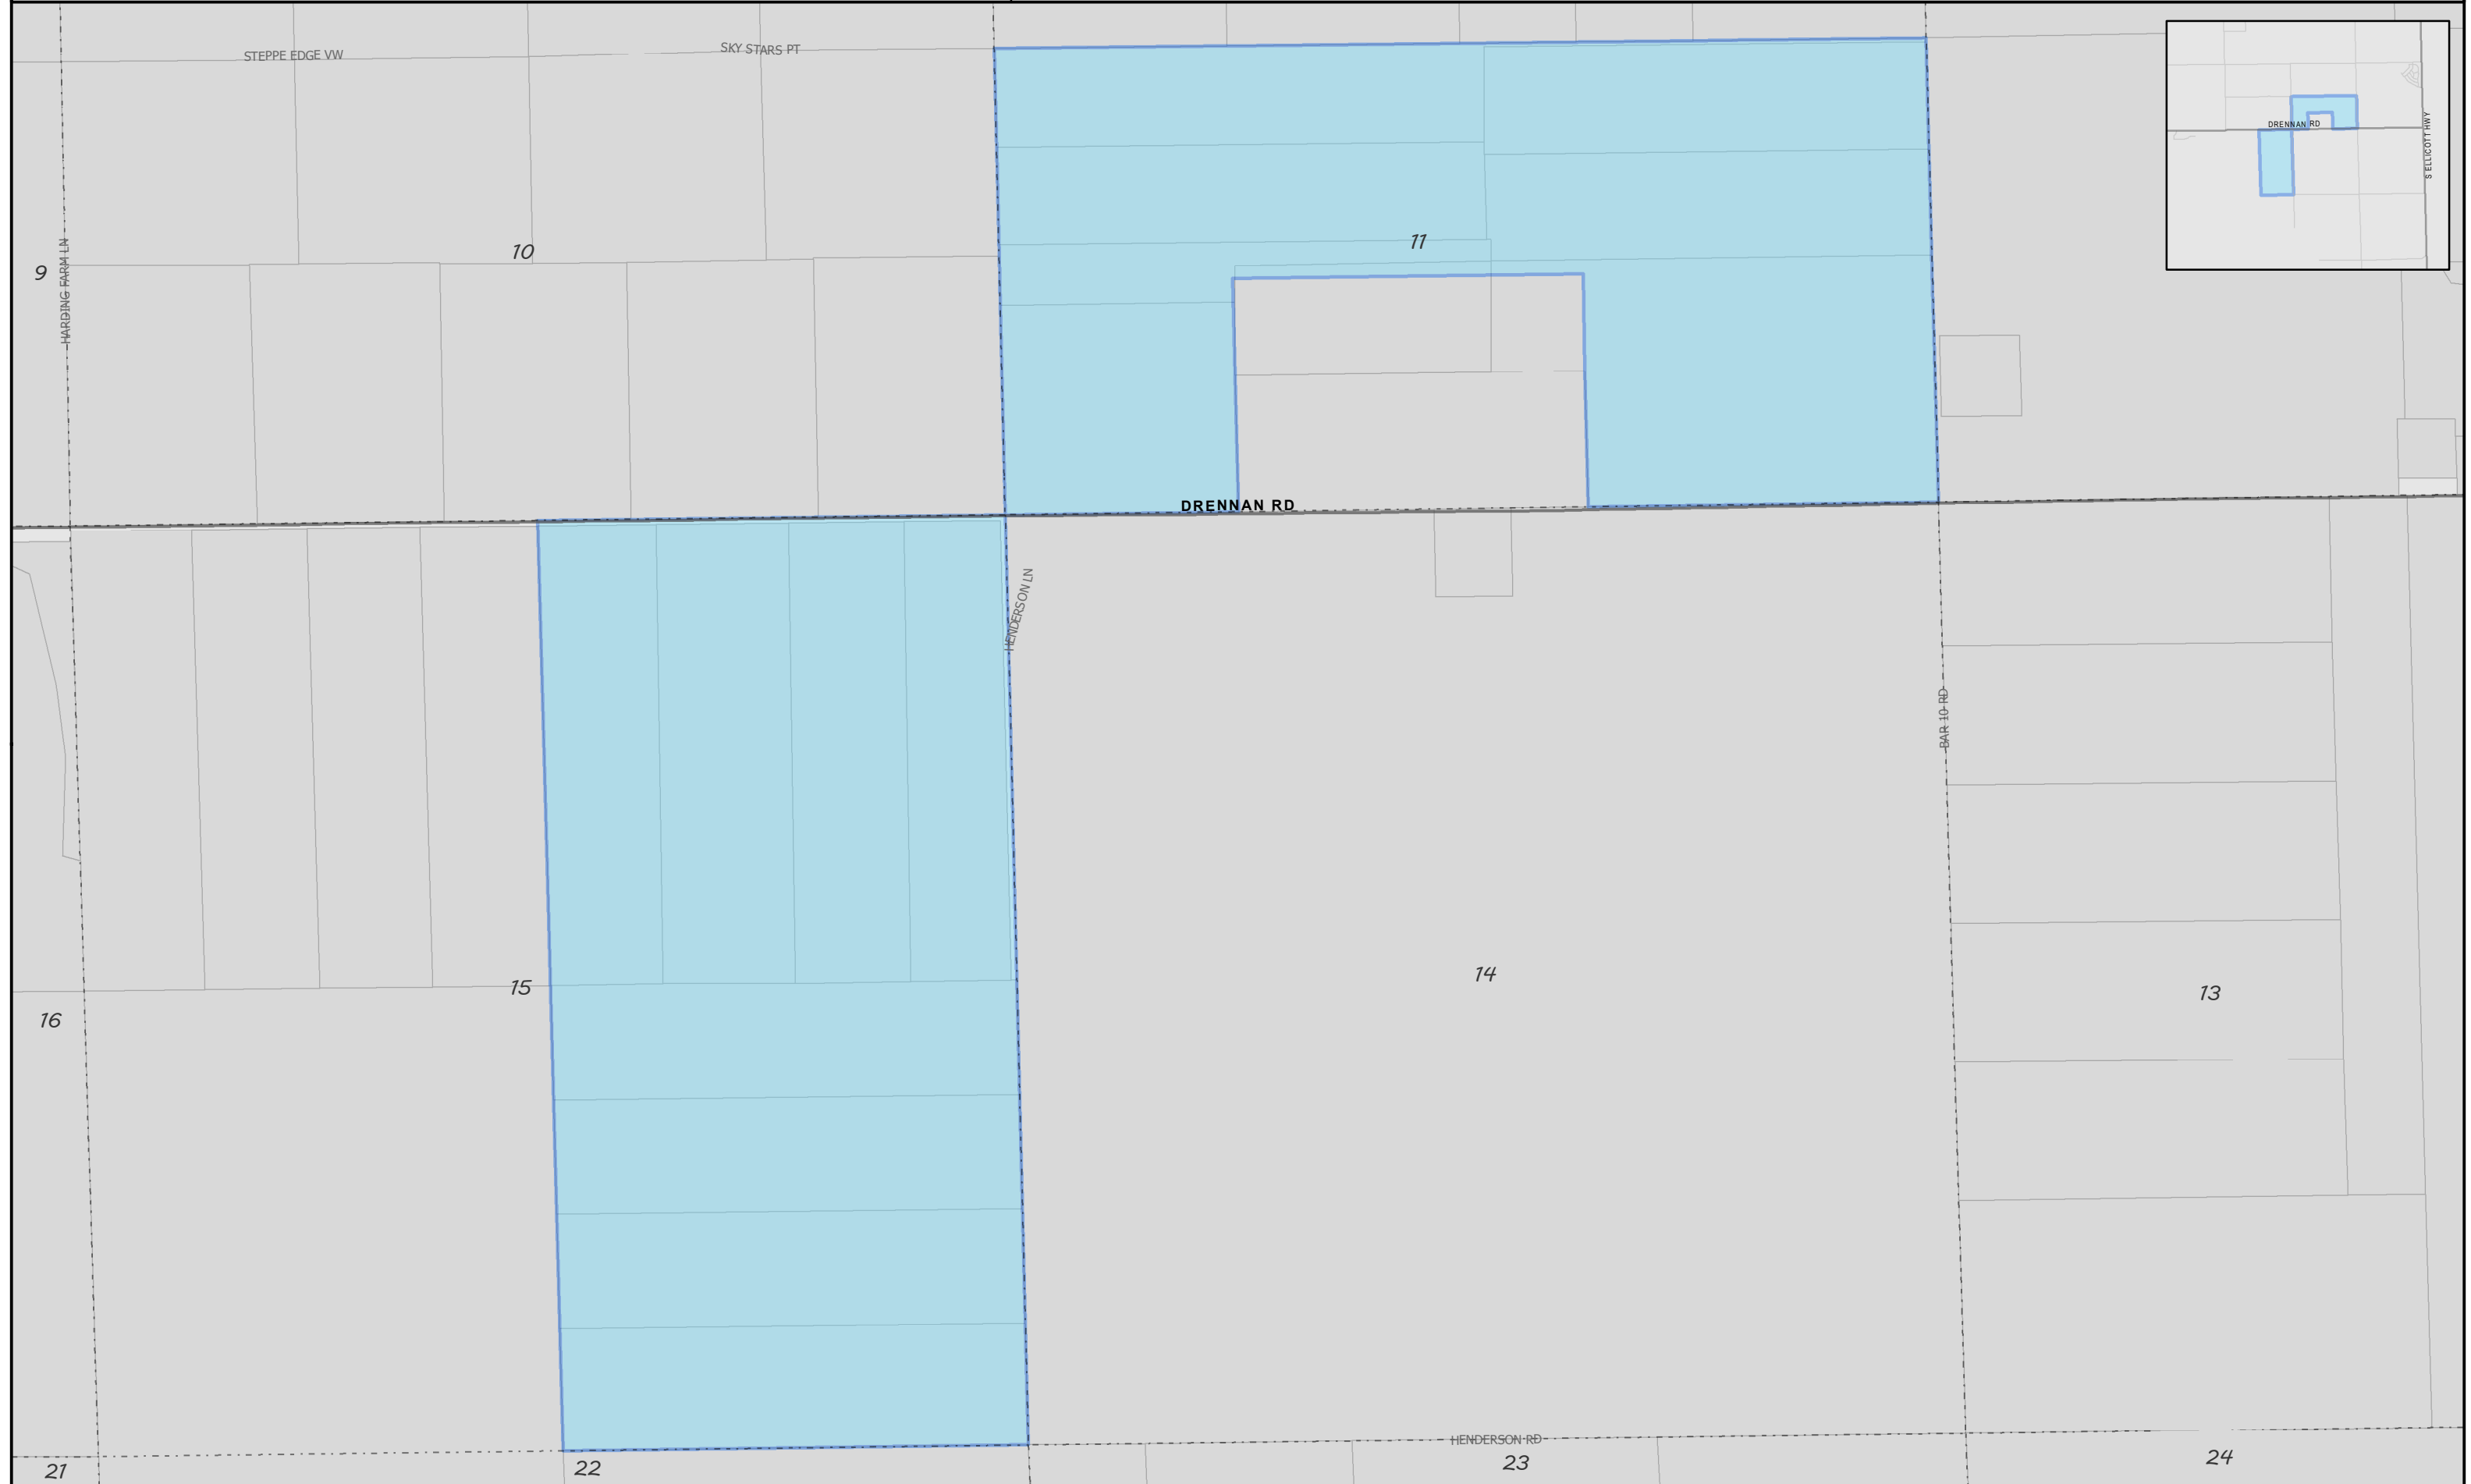 STEPPE EDGE VW
SKY STARS PT
HARDING FARM LN
9
10
11
DRENNAN RD
S ELLICOTT HWY
DRENNAN RD
HENDERSON LN
BAR 10 RD
16
15
14
13
HENDERSON RD
21
22
23
24